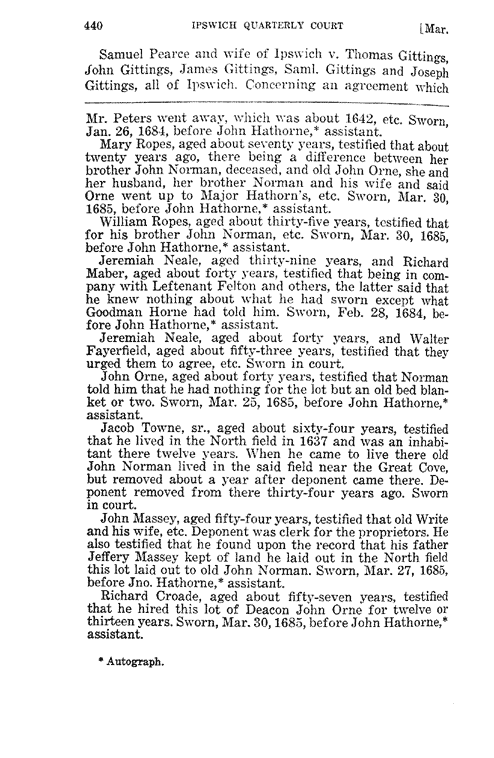 440 IPSWICH QUARTERLY COURT [Mar.
Samuel Pearce and wife of Ipswich v. Thomas Gittings,
John Gittings, James Gittings, Saml. Gittings and Joseph
Gittings, all of Ipswich. Concerning an agreement which
Mr. Peters went away, which was about 1642, etc. Sworn,
Jan. 26, 1684, before John Hathorne,* assistant.
Mary Ropes, aged about seventy years, testified that about
twenty years ago, there being a difference between her
brother John Norman, deceased, and old John Orne, she and
her husband, her brother Norman and his wife and said
Orne went up to Major Hathorn's, etc. Sworn, Mar. 30,
1685, before John Hathorne,* assistant.
William Ropes, aged about thirty-five years, testified that
for his brother John Norman, etc. Sworn, Mar. 30, 1685,
before John Hathorne,* assistant.
Jeremiah Neale, aged thirty-nine years, and Richard
Maber, aged about forty years, testified that being in com-
pany with Leftenant Felton and others, the latter said that
he knew nothing about what he had sworn except what
Goodman Horne had told him. Sworn, Feb. 28, 1684, be-
fore John Hathorne,* assistant.
Jeremiah Neale, aged about forty years, and Walter
Fayerfield, aged about fifty-three years, testified that they
urged them to agree, etc. Sworn in court.
John Orne, aged about forty years, testified that Norman
told him that he had nothing for the lot but an old bed blan-
ket or two. Sworn, Mar. 25, 1685, before John Hathorne,*
assistant.
Jacob Towne, sr., aged about sixty-four years, testified
that he lived in the North field in 1637 and was an inhabi-
tant there twelve years. When he came to live there old
John Norman lived in the said field near the Great Cove,
but removed about a year after deponent came there. De-
ponent removed from there thirty-four years ago. Sworn
in court.
John Massey, aged fifty-four years, testified that old Write
and his wife, etc. Deponent was clerk for the proprietors. He
also testified that he found upon the record that his father
Jeffery Massey kept of land he laid out in the North field
this lot laid out to old John Norman. Sworn, Mar. 27, 1685,
before Jno. Hathorne,* assistant.
Richard Croade, aged about fifty-seven years, testified
that he hired this lot of Deacon John Orne for twelve or
thirteen years. Sworn, Mar. 30, 1685, before John Hathorne,*
assistant.
* Autograph.